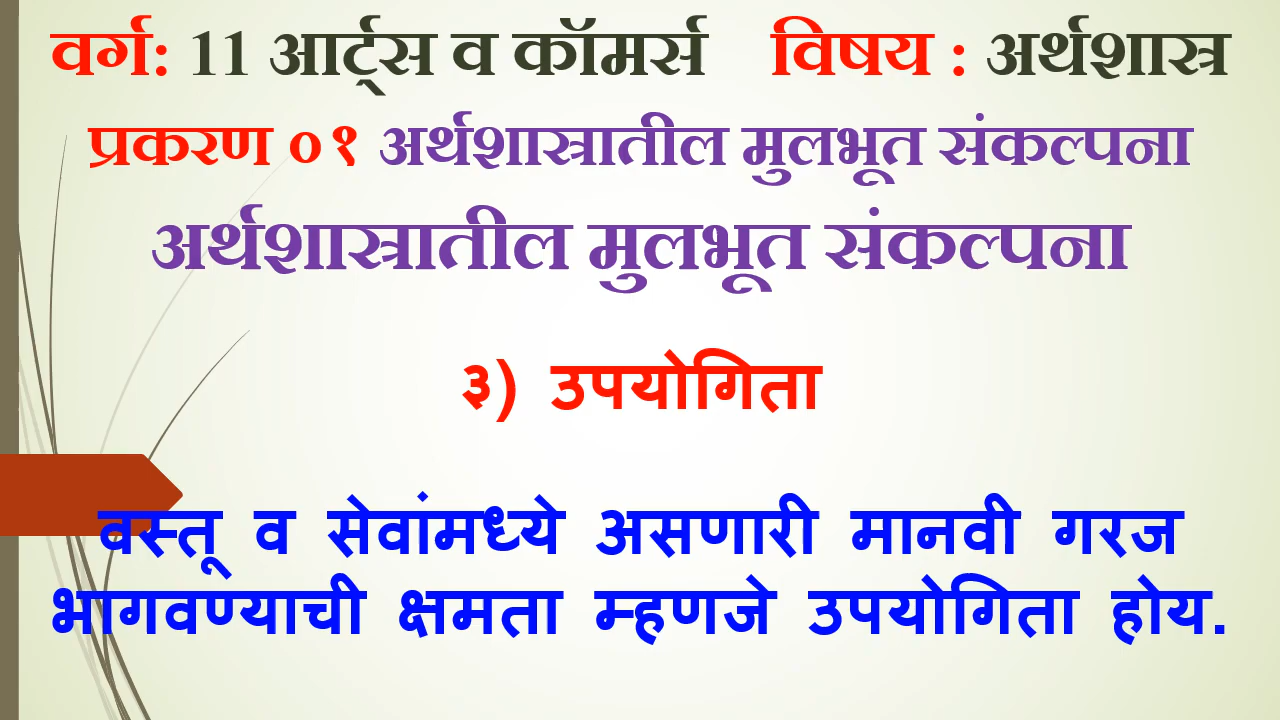 वर्ग: 11 आर्ट्स व कॉमर्स विषय : अर्थशास्त्र
प्रकरण ०१ अर्थशास्त्रातील मुलभूत संकल्पना
अर्थशास्त्रातील मुलभूत संकल्पना
३) उपयोगिता
वस्तू व सेवांमध्ये असणारी मानवी गरज
भागवण्याची क्षमता म्हणजे उपयोगिता होय.